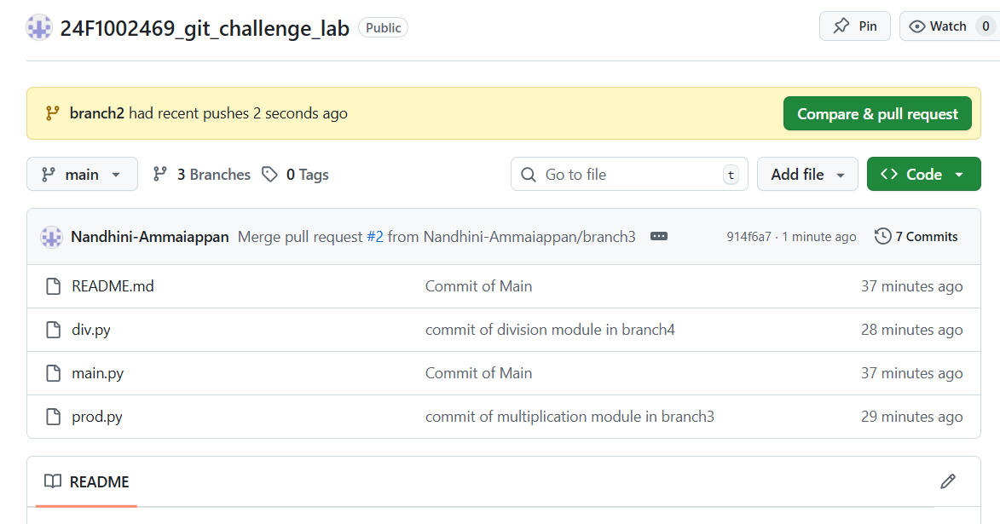 24F1002469_git_challenge_lab Public Pin Watch 0
branch2 had recent pushes 2 seconds ago Compare & pull request
main 3 Branches 0 Tags Go to file t Add file Code
Nandhini-Ammaiappan Merge pull request #2 from Nandhini-Ammaiappan/branch3 914f6a7 · 1 minute ago 7 Commits
README.md Commit of Main 37 minutes ago
div.py commit of division module in branch4 28 minutes ago
main.py Commit of Main 37 minutes ago
prod.py commit of multiplication module in branch3 29 minutes ago
README